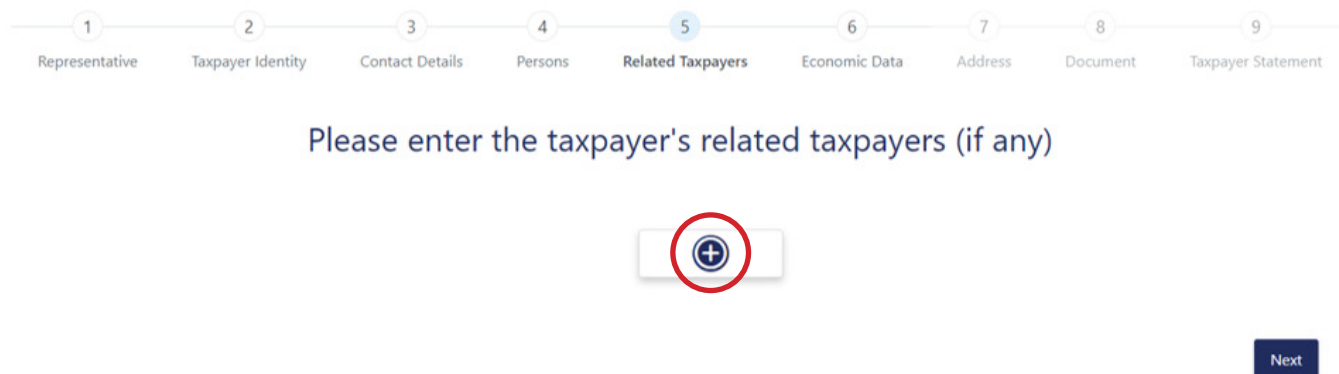 1 2 3 4 5 6 7 8 9
Representative Taxpayer Identity Contact Details Persons Related Taxpayers Economic Data Address Document Taxpayer Statement
Please enter the taxpayer's related taxpayers (if any)
Next